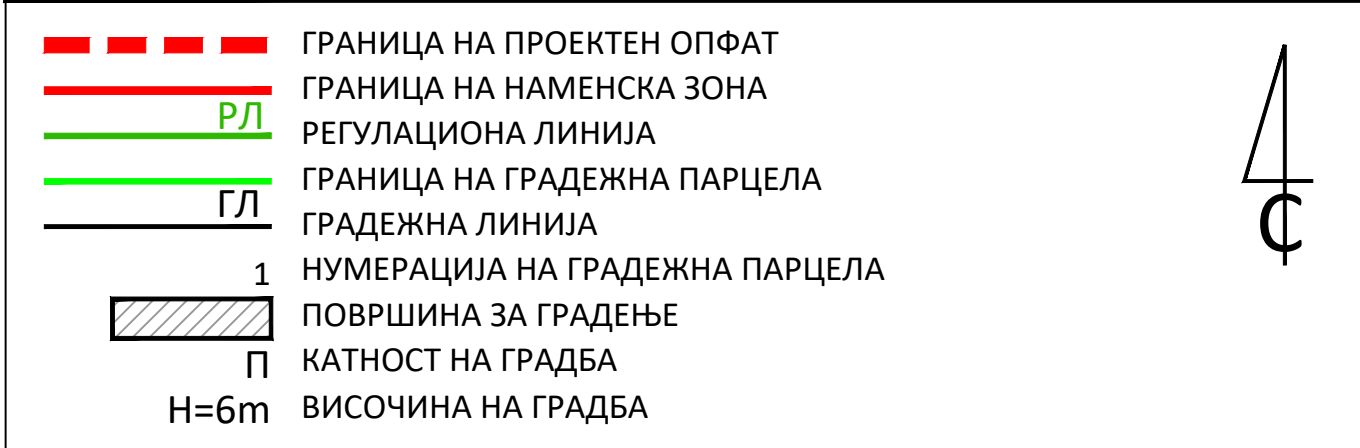 ГРАНИЦА НА ПРОЕКТЕН ОПФАТ
ГРАНИЦА НА НАМЕНСКА ЗОНА
РЛ РЕГУЛАЦИОНА ЛИНИЈА
ГРАНИЦА НА ГРАДЕЖНА ПАРЦЕЛА
ГЛ ГРАДЕЖНА ЛИНИЈА
1 НУМЕРАЦИЈА НА ГРАДЕЖНА ПАРЦЕЛА
ПОВРШИНА ЗА ГРАДЕЊЕ
П КАТНОСТ НА ГРАДБА
H=6m ВИСОЧИНА НА ГРАДБА
С